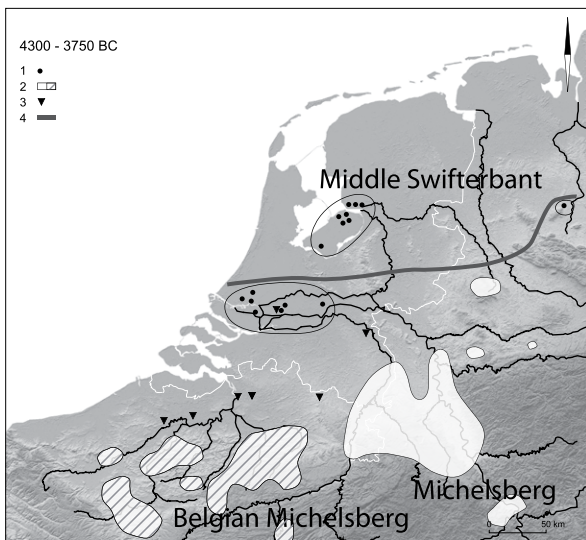 4300 - 3750 BC
1
2
3
4
Middle Swifterbant
Michelsberg
Belgian Michelsberg
0 50 km